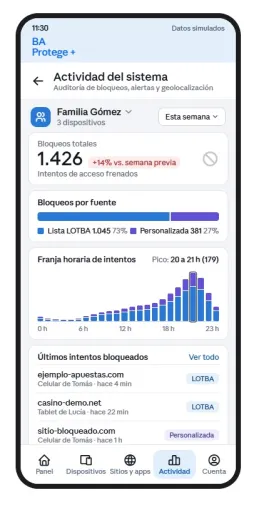 11:30 Datos simulados
BA
Protege +
Actividad del sistema
Auditoría de bloqueos, alertas y geolocalización
Familia Gómez
3 dispositivos
Esta semana
Bloqueos totales
1.426 +14% vs. semana previa
Intentos de acceso frenados
Bloqueos por fuente
Lista LOTBA 1.045 73% Personalizada 381 27%
Franja horaria de intentos Pico: 20 a 21 h (179)
0 h 6 h 12 h 18 h 23 h
Últimos intentos bloqueados Ver todo
ejemplo-apuestas.com
Celular de Tomás · hace 4 min
LOTBA
casino-demo.net
Tablet de Lucía · hace 22 min
LOTBA
sitio-bloqueado.com
Celular de Tomás · hace 1 h
Personalizada
Panel Dispositivos Sitios y apps Actividad Cuenta